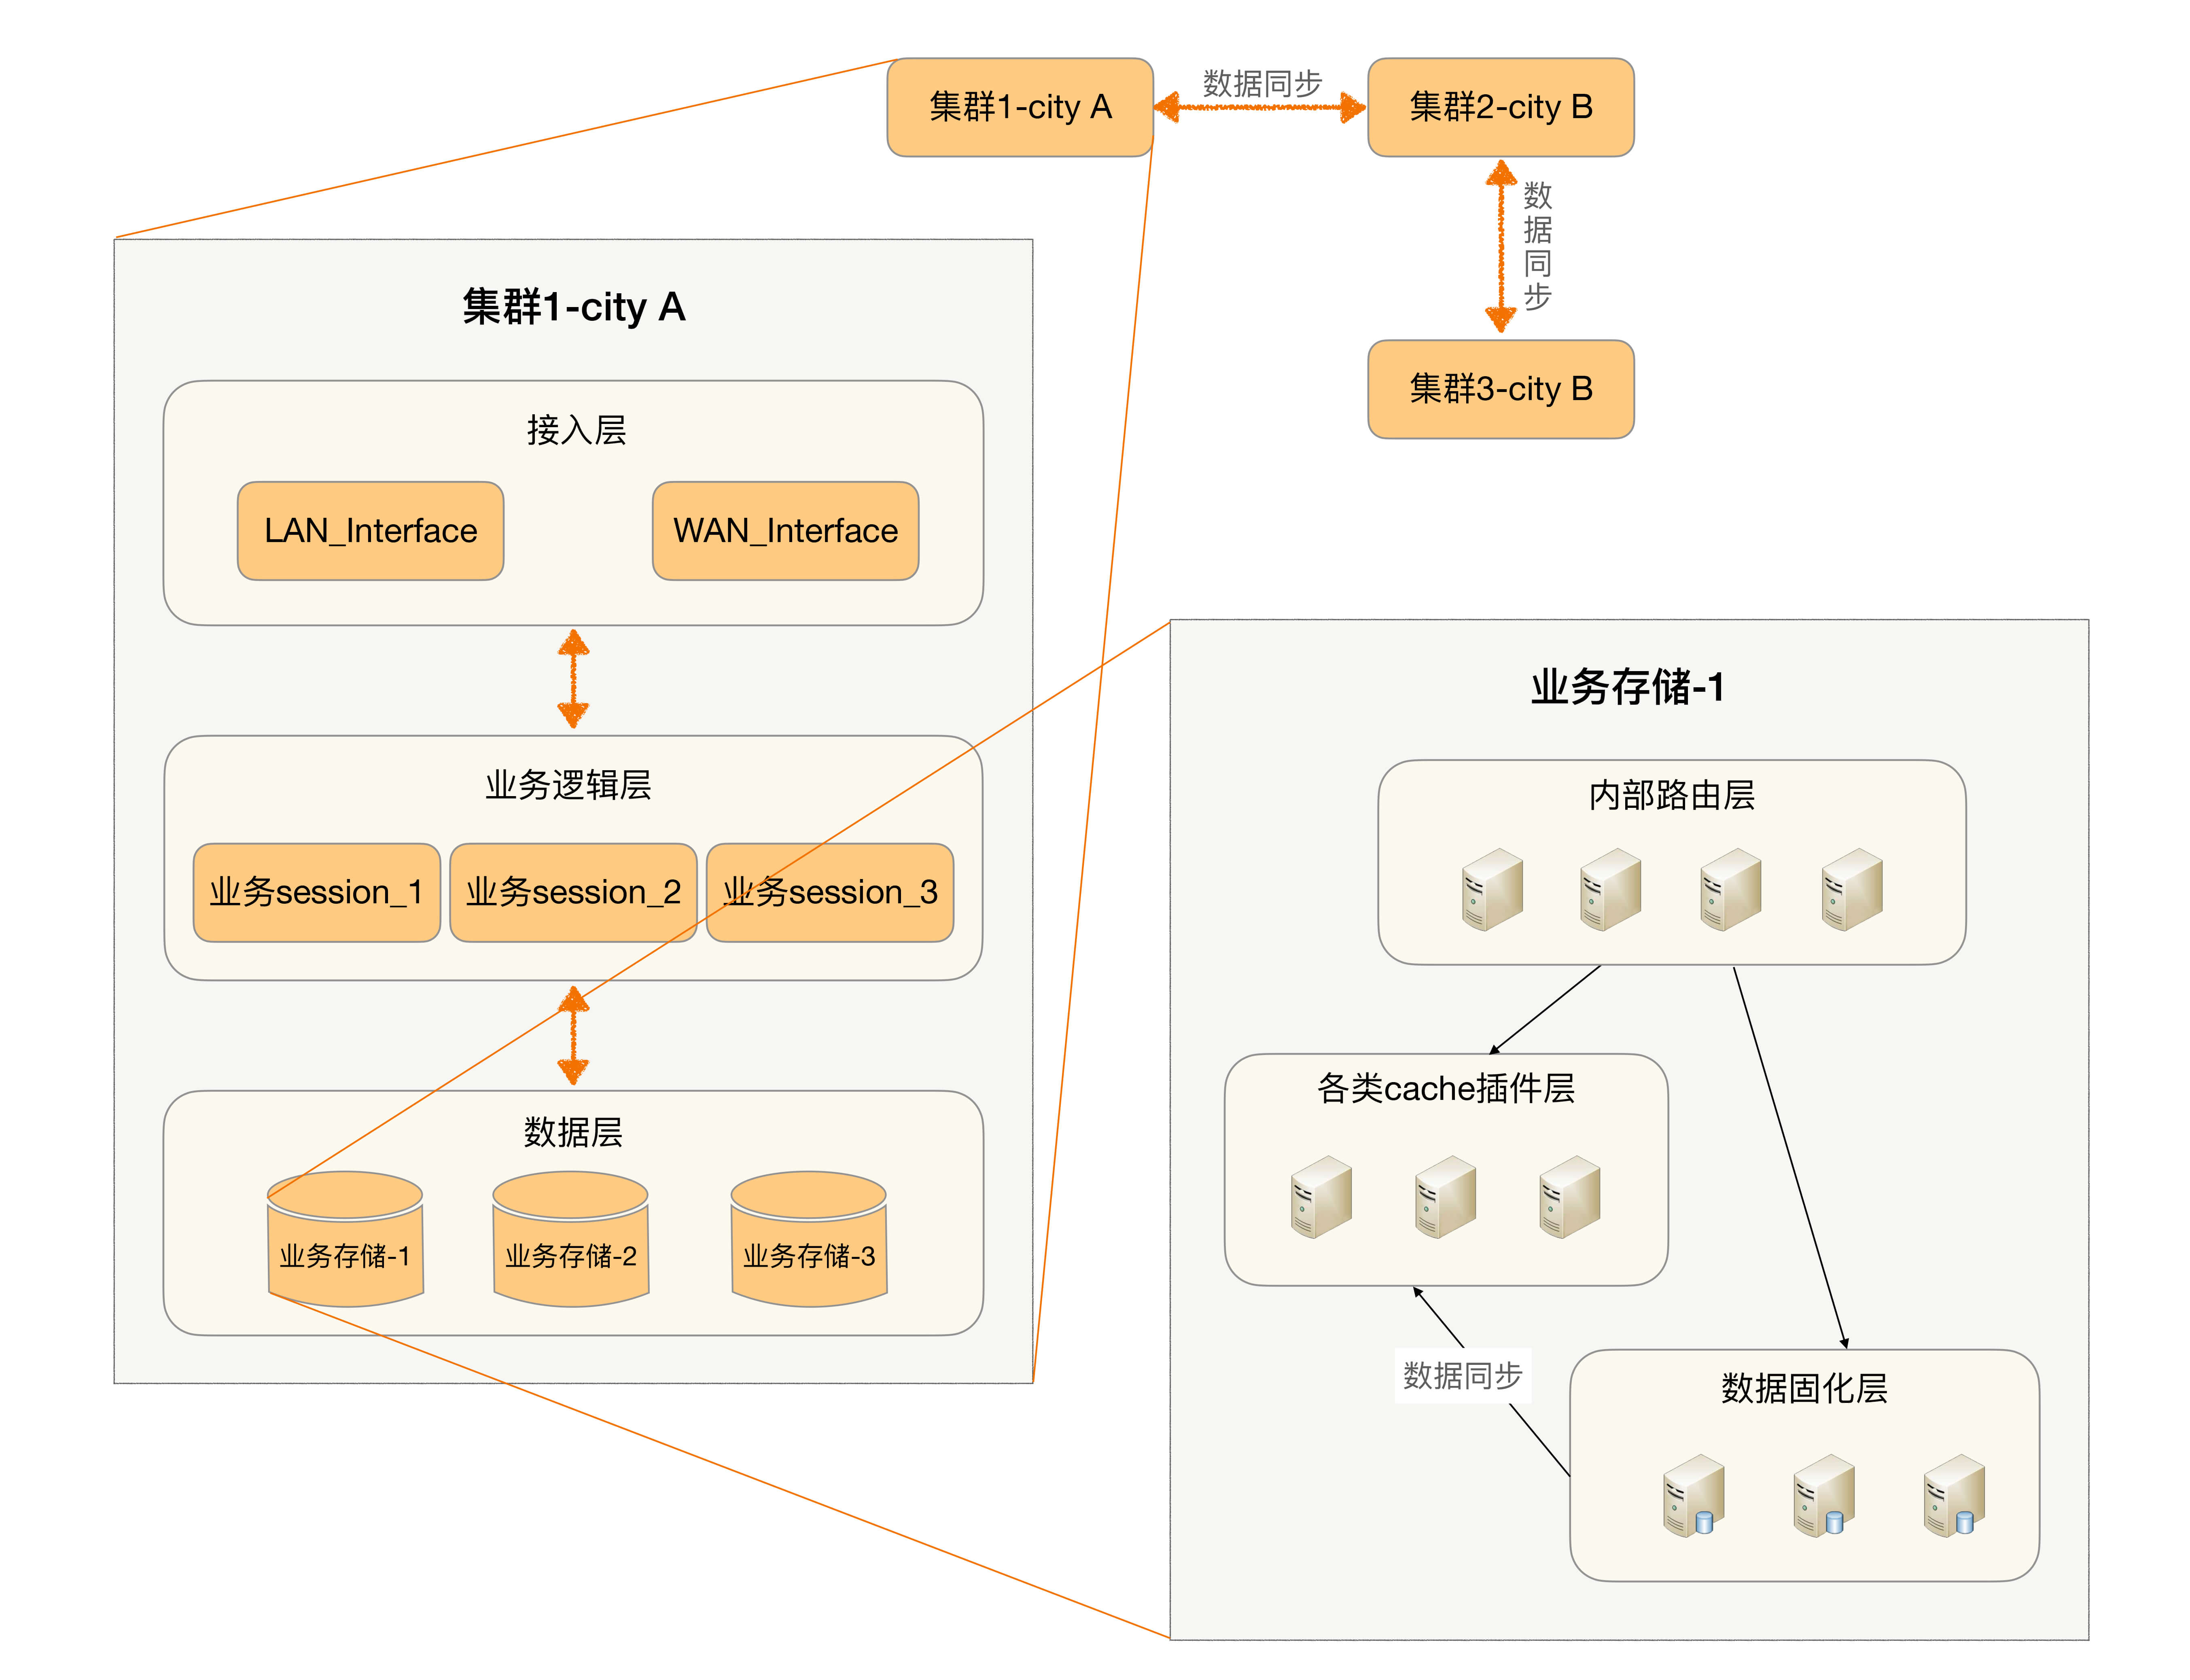 集群1-city A
数据同步
集群2-city B
数据同步
集群3-city B
集群1-city A
接入层
LAN_Interface
WAN_Interface
业务逻辑层
业务session_1
业务session_2
业务session_3
数据层
业务存储-1
业务存储-2
业务存储-3
业务存储-1
内部路由层
各类cache插件层
数据同步
数据固化层